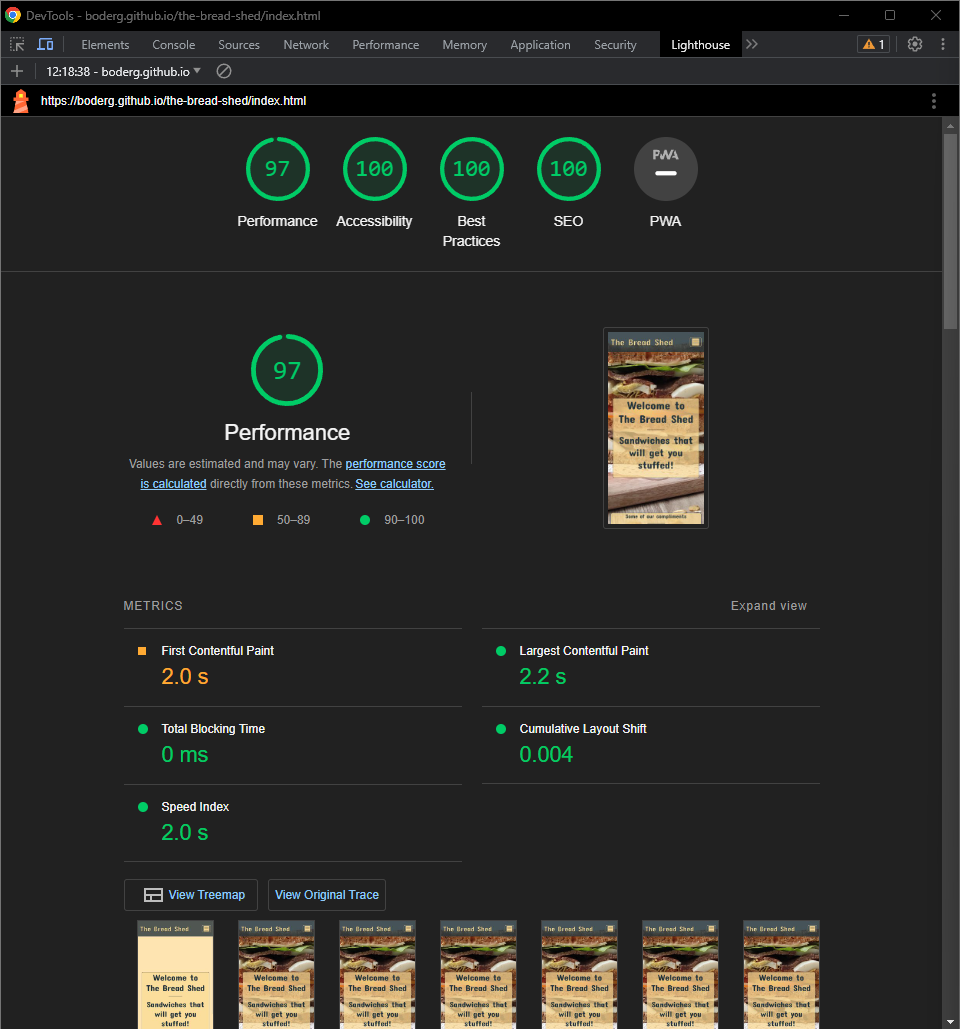 DevTools - boderg.github.io/the-bread-shed/index.html
Elements Console Sources Network Performance Memory Application Security Lighthouse 1
12:18:38 - boderg.github.io
https://boderg.github.io/the-bread-shed/index.html
97 100 100 100 PWA
Performance Accessibility Best Practices SEO PWA
97
Performance
Values are estimated and may vary. The performance score
is calculated directly from these metrics. See calculator.
0–49 50–89 90–100
The Bread Shed
Welcome to
The Bread Shed
Sandwiches that
will get you
stuffed!
Some of our compliments
METRICS
Expand view
First Contentful Paint
2.0 s
Largest Contentful Paint
2.2 s
Total Blocking Time
0 ms
Cumulative Layout Shift
0.004
Speed Index
2.0 s
View Treemap
View Original Trace
The Bread Shed The Bread Shed The Bread Shed The Bread Shed The Bread Shed The Bread Shed The Bread Shed
Welcome to Welcome to Welcome to Welcome to Welcome to Welcome to Welcome to
The Bread Shed The Bread Shed The Bread Shed The Bread Shed The Bread Shed The Bread Shed The Bread Shed
Sandwiches that Sandwiches that Sandwiches that Sandwiches that Sandwiches that Sandwiches that Sandwiches that
will get you will get you will get you will get you will get you will get you will get you
stuffed! stuffed! stuffed! stuffed! stuffed! stuffed! stuffed!